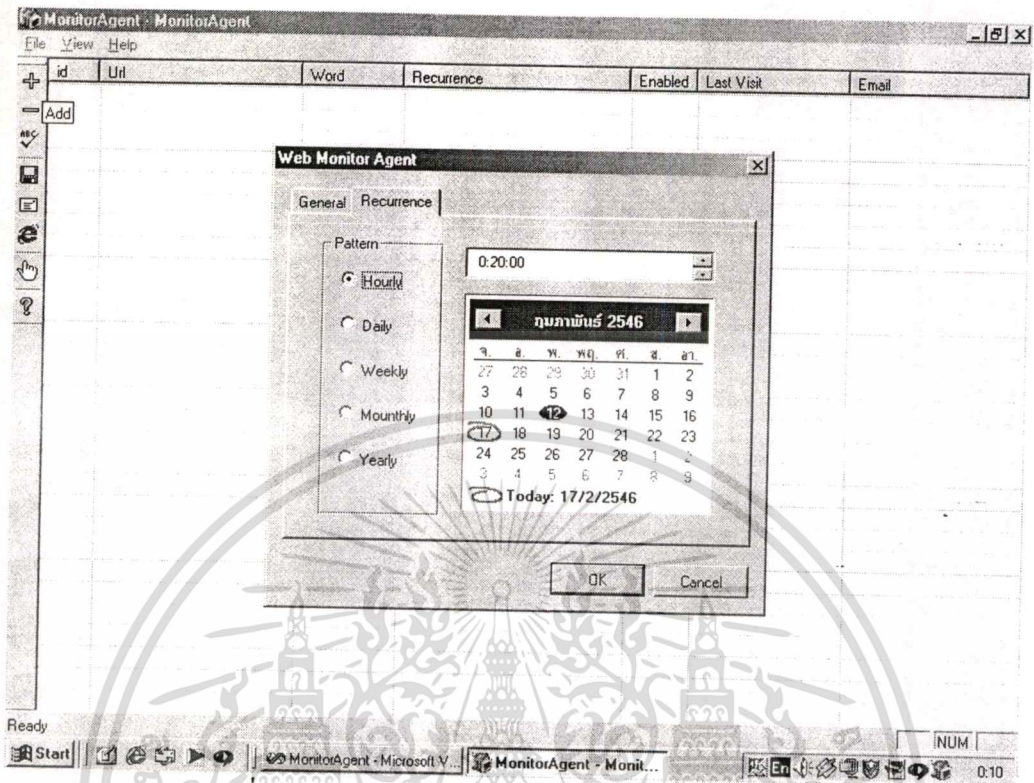 MonitorAgent - MonitorAgent
File View Help
id Url Word Recurrence Enabled Last Visit Email
Add
ABC
Web Monitor Agent
General Recurrence
Pattern
Hourly
Daily
Weekly
Mounthly
Yearly
0:20:00
กุมภาพันธ์ 2546
จ. อ. พ. พฤ. ศ. ส. อา.
27 28 29 30 31 1 2
3 4 5 6 7 8 9
10 11 12 13 14 15 16
17 18 19 20 21 22 23
24 25 26 27 28 1 2
3 4 5 6 7 8 9
Today: 17/2/2546
OK Cancel
Ready
NUM
Start MonitorAgent - Microsoft V... MonitorAgent - Monit... En 0:10